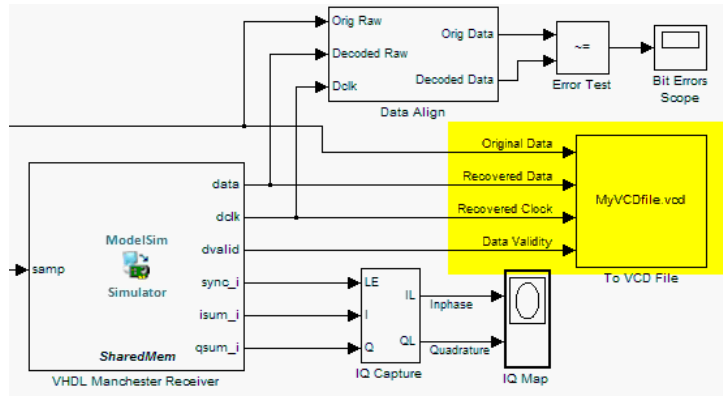 Orig Raw
Orig Data
Decoded Raw
Decoded Data
Dclk
Data Align
~=
Error Test
Bit Errors
Scope
Original Data
Recovered Data
Recovered Clock
Data Validity
MyVCDfile.vcd
To VCD File
samp
ModelSim
Simulator
SharedMem
data
dclk
dvalid
sync_i
isum_i
qsum_i
VHDL Manchester Receiver
LE
I
Q
IL
QL
IQ Capture
Inphase
Quadrature
IQ Map